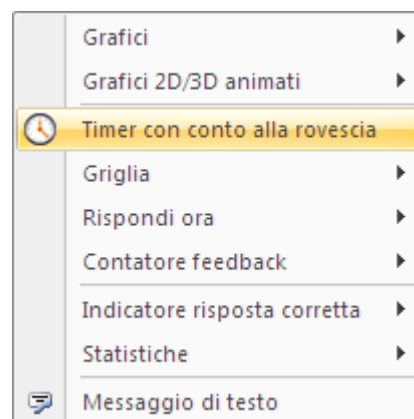 Grafici
Grafici 2D/3D animati
Timer con conto alla rovescia
Griglia
Rispondi ora
Contatore feedback
Indicatore risposta corretta
Statistiche
Messaggio di testo